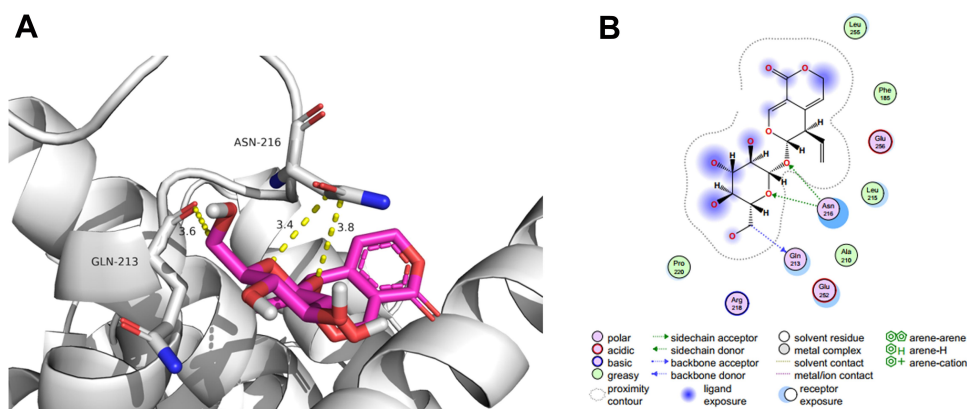 A
ASN-216
3.4
3.8
3.6
GLN-213
B
Leu
255
Phe
185
Glu
256
Leu
215
Asn
216
Ala
210
Gln
213
Glu
252
Pro
220
Arg
218
O
O
O
H
H
O
O
O
H
H
O
H
H
O
H
O
H
O
polar
acidic
basic
greasy
proximity
contour
sidechain acceptor
sidechain donor
backbone acceptor
backbone donor
ligand
exposure
solvent residue
metal complex
solvent contact
metal/ion contact
receptor
exposure
arene-arene
H arene-H
+ arene-cation